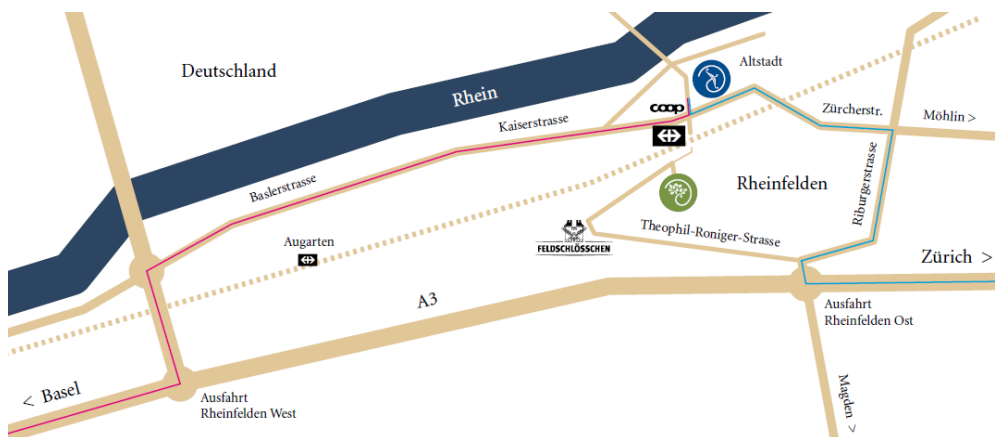 Deutschland
Altstadt
Rhein
coop
Kaiserstrasse
Zürcherstr.
Möhlin >
Baslerstrasse
Rheinfelden
Riburgerstrasse
Augarten
FELDSCHLÖSSCHEN
Theophil-Roniger-Strasse
Zürich >
A3
Ausfahrt
Rheinfelden Ost
< Basel
Ausfahrt
Rheinfelden West
Magden >